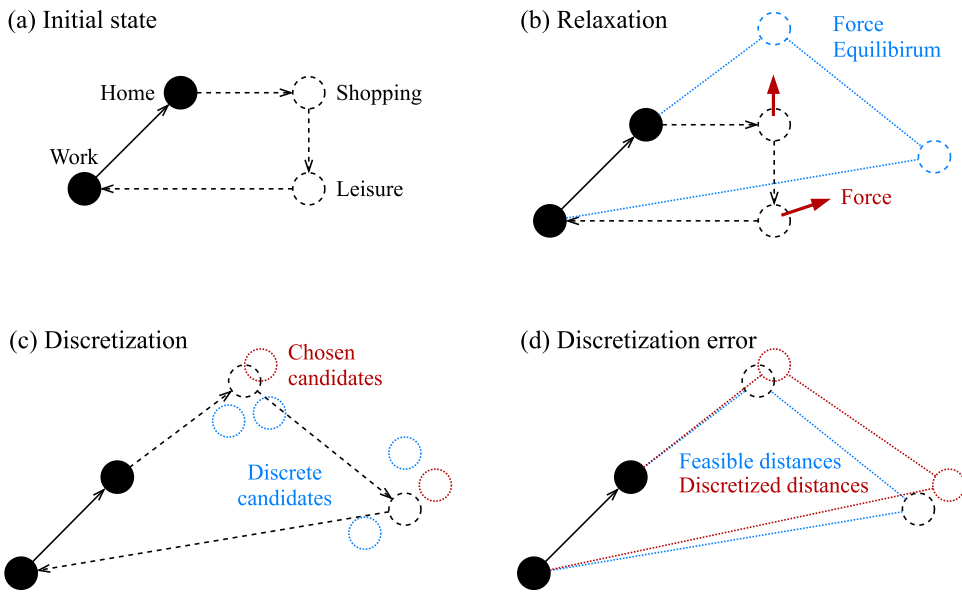 (a) Initial state
Home
Shopping
Work
Leisure
(b) Relaxation
Force
Equilibirum
Force
(c) Discretization
Chosen
candidates
Discrete
candidates
(d) Discretization error
Feasible distances
Discretized distances